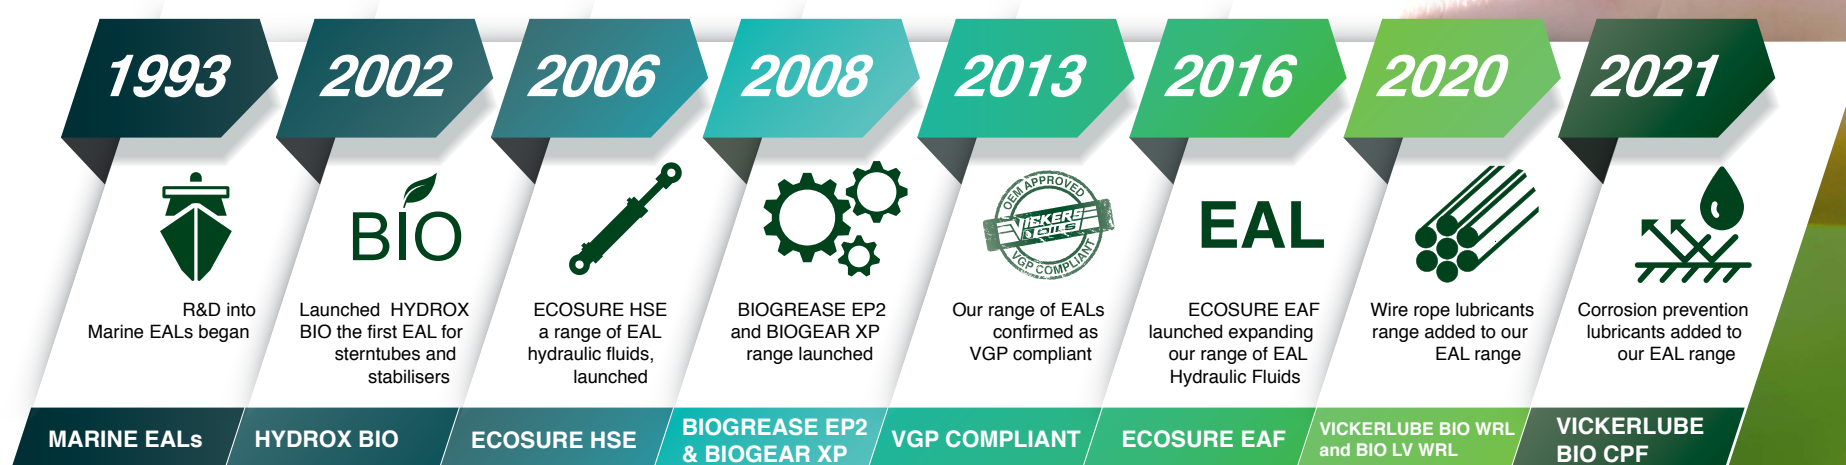 1993
2002
2006
2008
2013
2016
2020
2021
BIO
OEM APPROVED
VICKERS
OILS
VGP COMPLIANT
EAL
R&D into
Marine EALs began
Launched HYDROX
BIO the first EAL for
sterntubes and
stabilisers
ECOSURE HSE
a range of EAL
hydraulic fluids,
launched
BIOGREASE EP2
and BIOGEAR XP
range launched
Our range of EALs
confirmed as
VGP compliant
ECOSURE EAF
launched expanding
our range of EAL
Hydraulic Fluids
Wire rope lubricants
range added to our
EAL range
Corrosion prevention
lubricants added to
our EAL range
MARINE EALs
HYDROX BIO
ECOSURE HSE
BIOGREASE EP2
& BIOGEAR XP
VGP COMPLIANT
ECOSURE EAF
VICKERLUBE BIO WRL
and BIO LV WRL
VICKERLUBE
BIO CPF